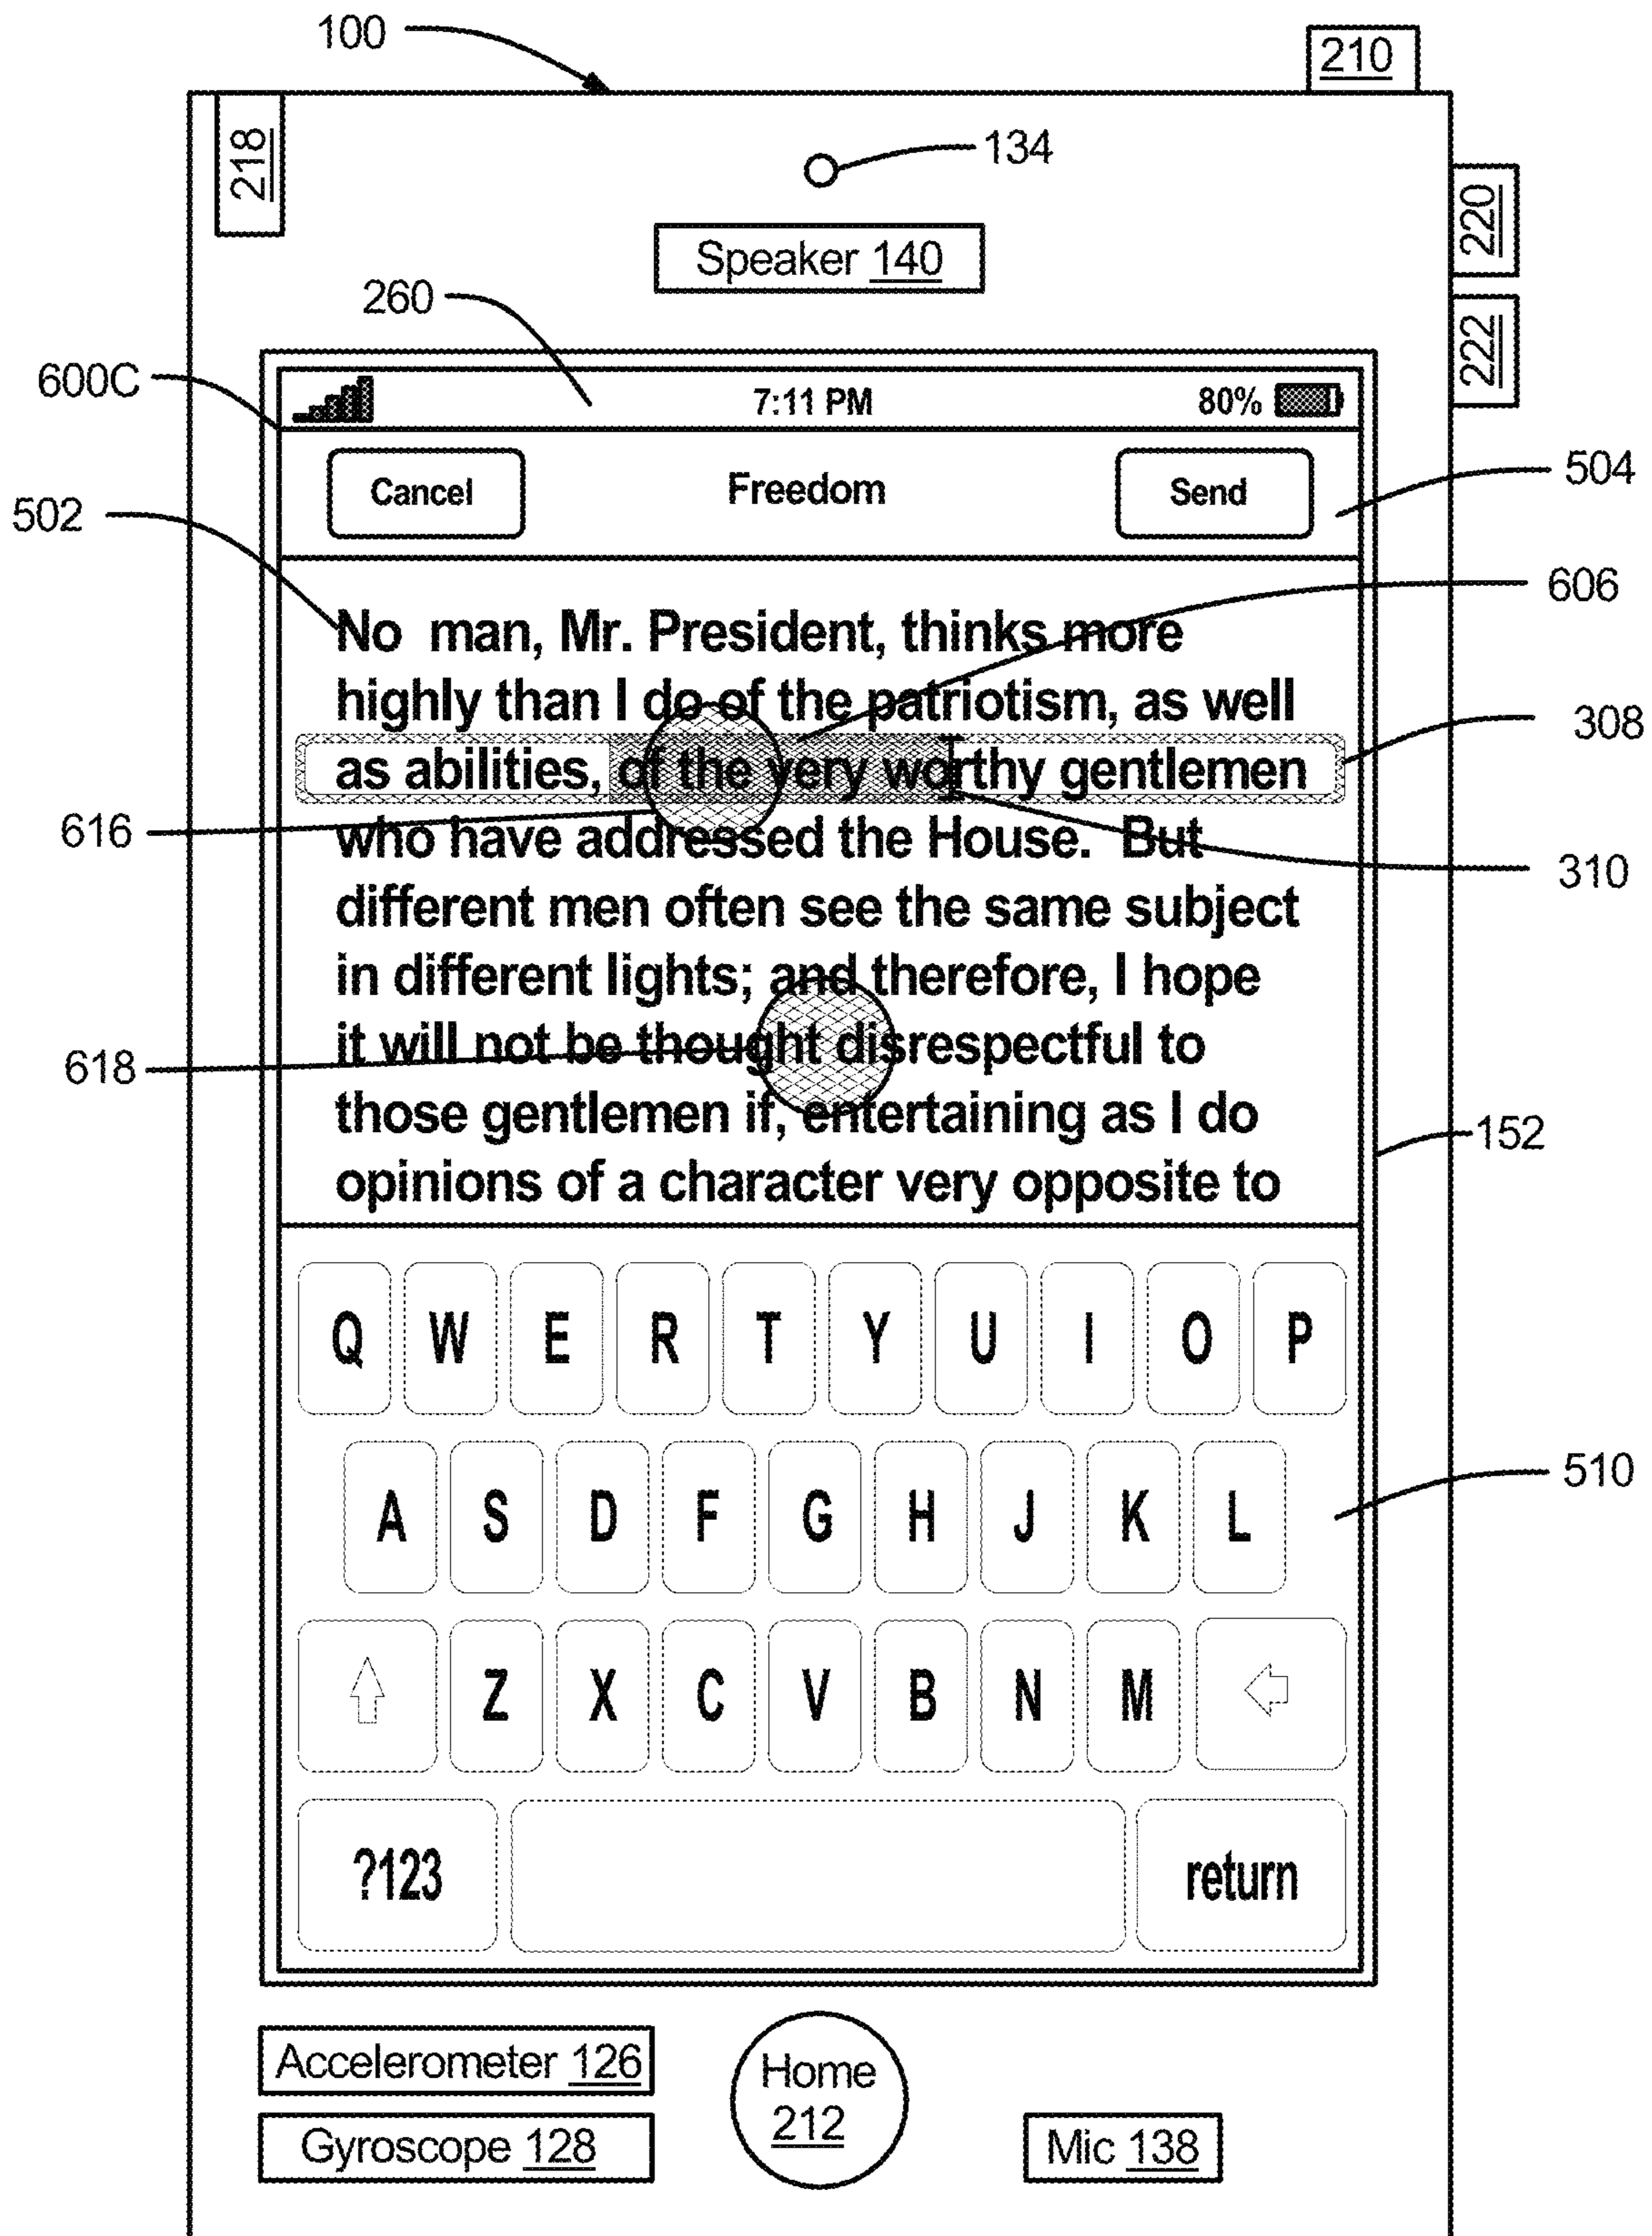 100
210
218
134
220
Speaker 140
260
222
600C
7:11 PM 80%
504
Cancel Freedom Send
502
606
No man, Mr. President, thinks more
highly than I do of the patriotism, as well
308
as abilities, of the very worthy gentlemen
616
who have addressed the House. But
310
different men often see the same subject
in different lights; and therefore, I hope
it will not be thought disrespectful to
618
those gentlemen if, entertaining as I do
152
opinions of a character very opposite to
Q W E R T Y U I O P
510
A S D F G H J K L
Z X C V B N M
?123 return
Accelerometer 126
Home
212
Gyroscope 128
Mic 138